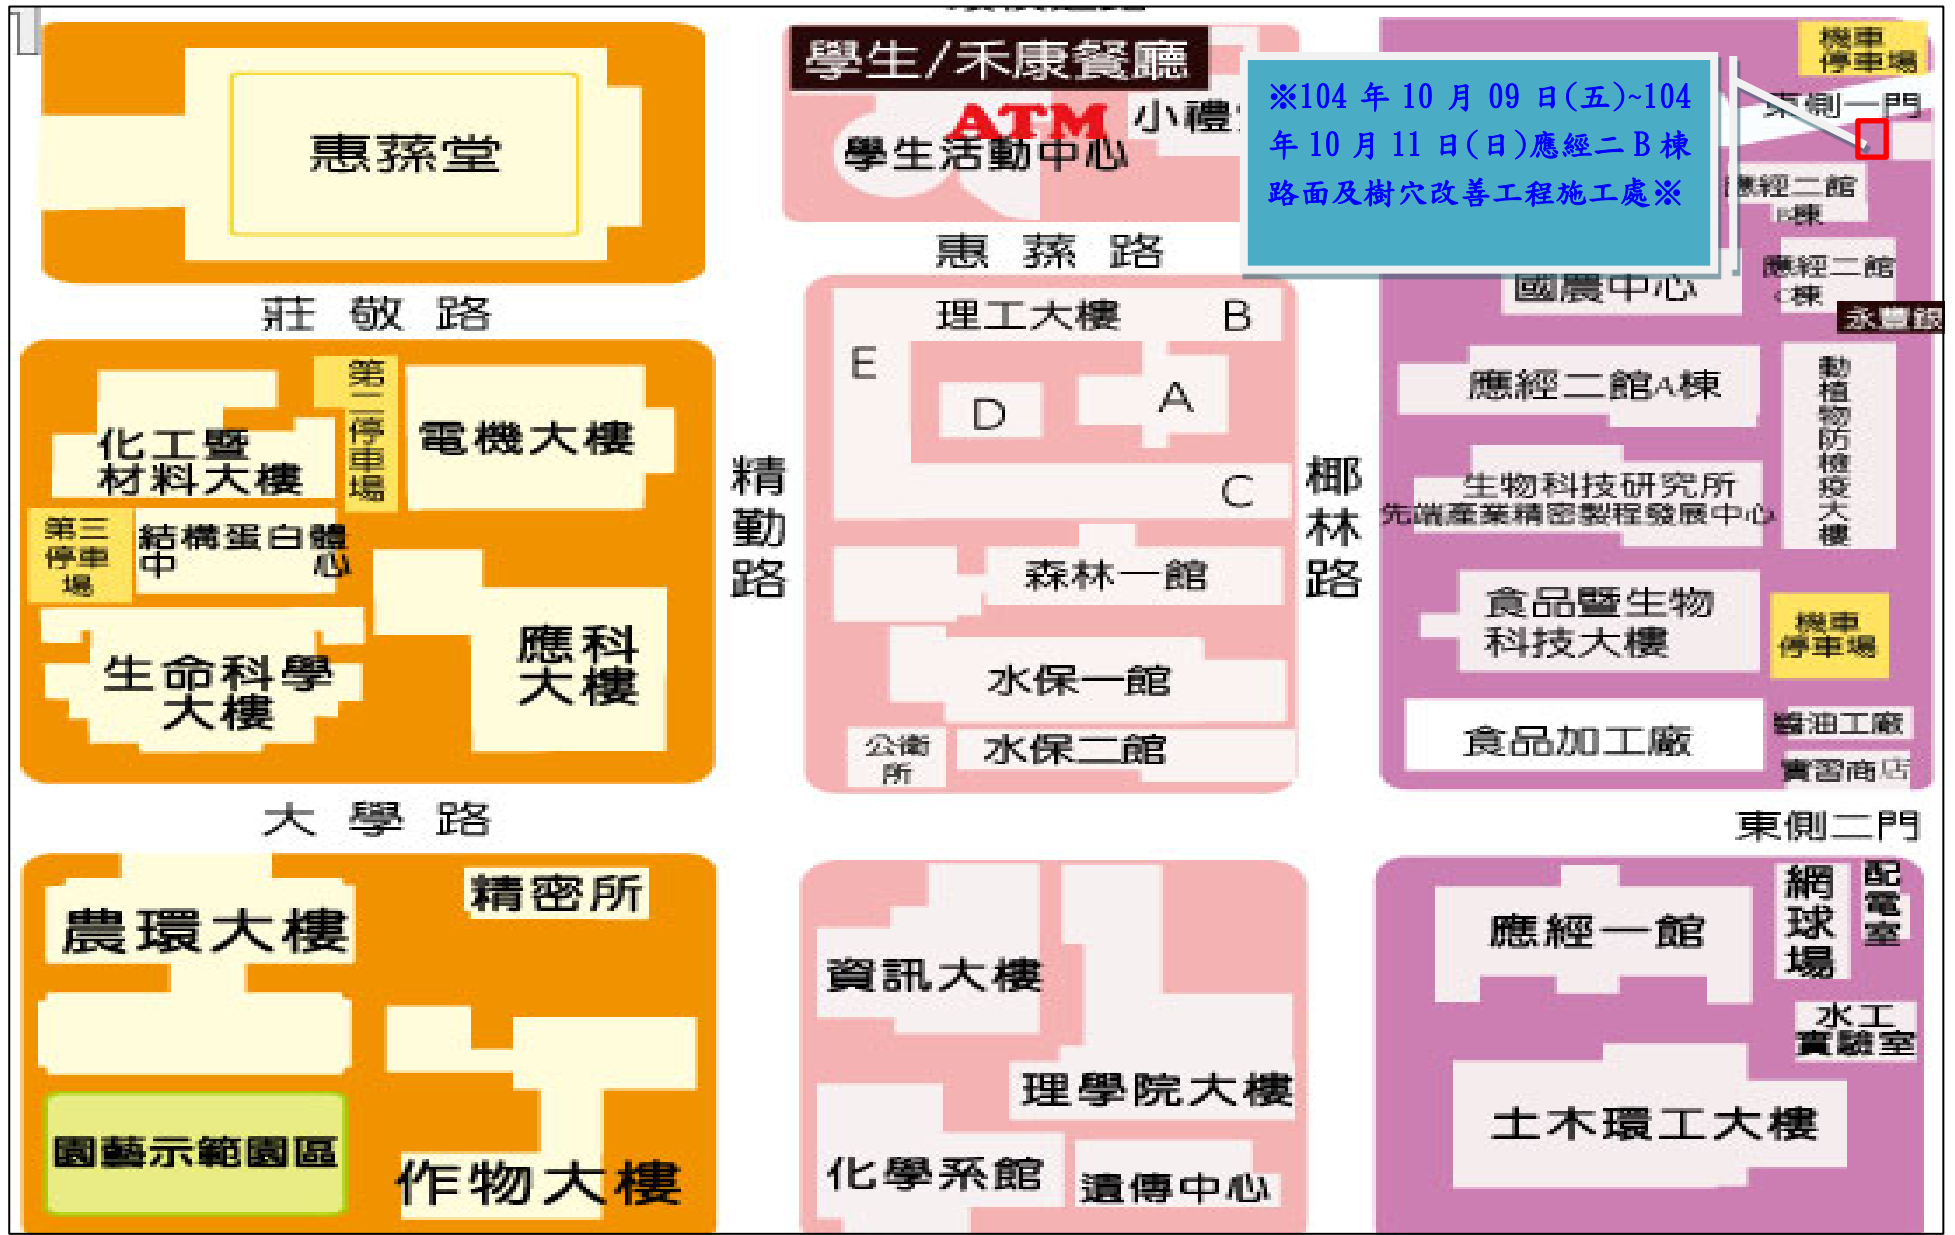 學生/禾康餐廳
ATM
小禮
學生活動中心
惠蓀堂
機車
停車場
東側一門
※104 年 10 月 09 日(五)~104
年 10 月 11 日(日)應經二 B 棟
路面及樹穴改善工程施工處※
應經二館
B棟
惠蓀路
國農中心
應經二館
C棟
永豐銀
莊敬路
理工大樓
A
B
C
D
E
第二停車場
化工暨
材料大樓
電機大樓
應經二館A棟
動植物防檢疫大樓
精勤路
椰林路
生物科技研究所
先端產業精密製程發展中心
第三
停車
場
結構蛋白體
中心
森林一館
食品暨生物
科技大樓
機車
停車場
應科
大樓
生命科學
大樓
水保一館
公衛
所
水保二館
食品加工廠
醬油工廠
實習商店
大學路
東側二門
農環大樓
精密所
資訊大樓
應經一館
網球場
配電室
水工
實驗室
理學院大樓
土木環工大樓
園藝示範園區
作物大樓
化學系館
遺傳中心